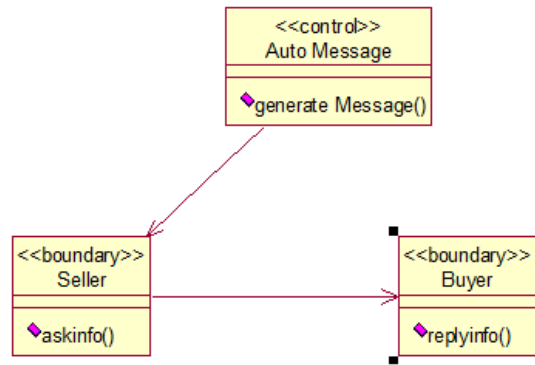 <<control>>
Auto Message
generate Message()
<<boundary>>
Seller
askinfo()
<<boundary>>
Buyer
replyinfo()